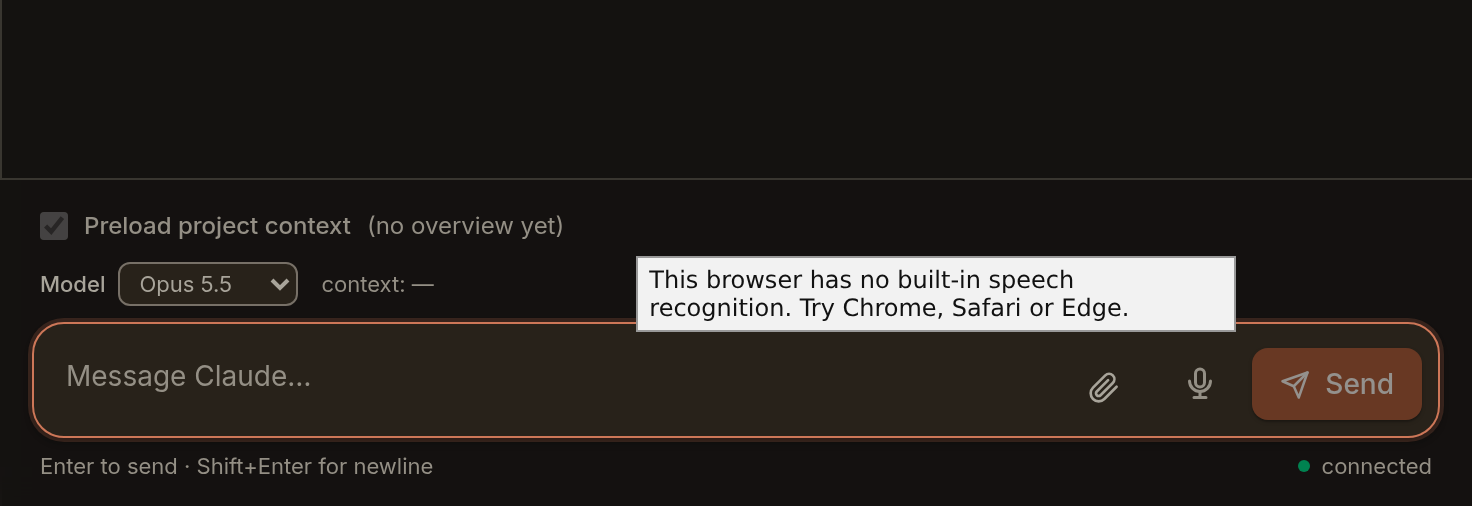 Preload project context (no overview yet)
Model Opus 5.5 context: —
This browser has no built-in speech
recognition. Try Chrome, Safari or Edge.
Message Claude...
Send
Enter to send · Shift+Enter for newline
connected